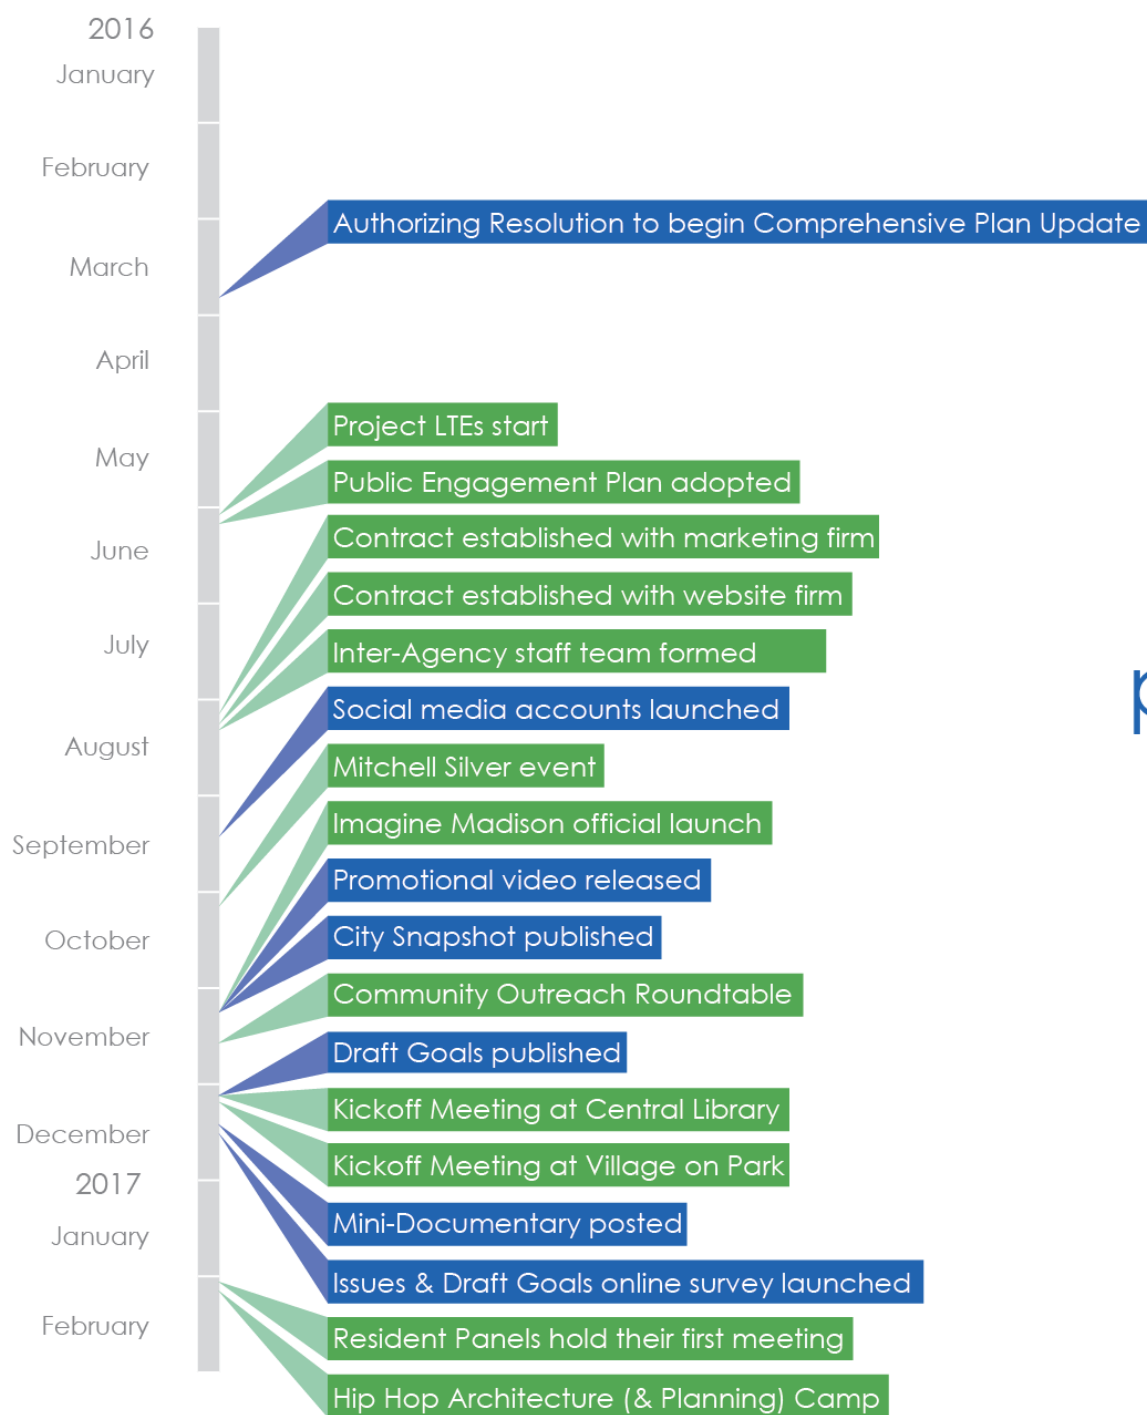 2016
January
February
Authorizing Resolution to begin Comprehensive Plan Update
March
April
Project LTEs start
May
Public Engagement Plan adopted
Contract established with marketing firm
June
Contract established with website firm
July
Inter-Agency staff team formed
Social media accounts launched
August
Mitchell Silver event
Imagine Madison official launch
September
Promotional video released
City Snapshot published
October
Community Outreach Roundtable
November
Draft Goals published
Kickoff Meeting at Central Library
December
Kickoff Meeting at Village on Park
2017
Mini-Documentary posted
January
Issues & Draft Goals online survey launched
February
Resident Panels hold their first meeting
Hip Hop Architecture (& Planning) Camp